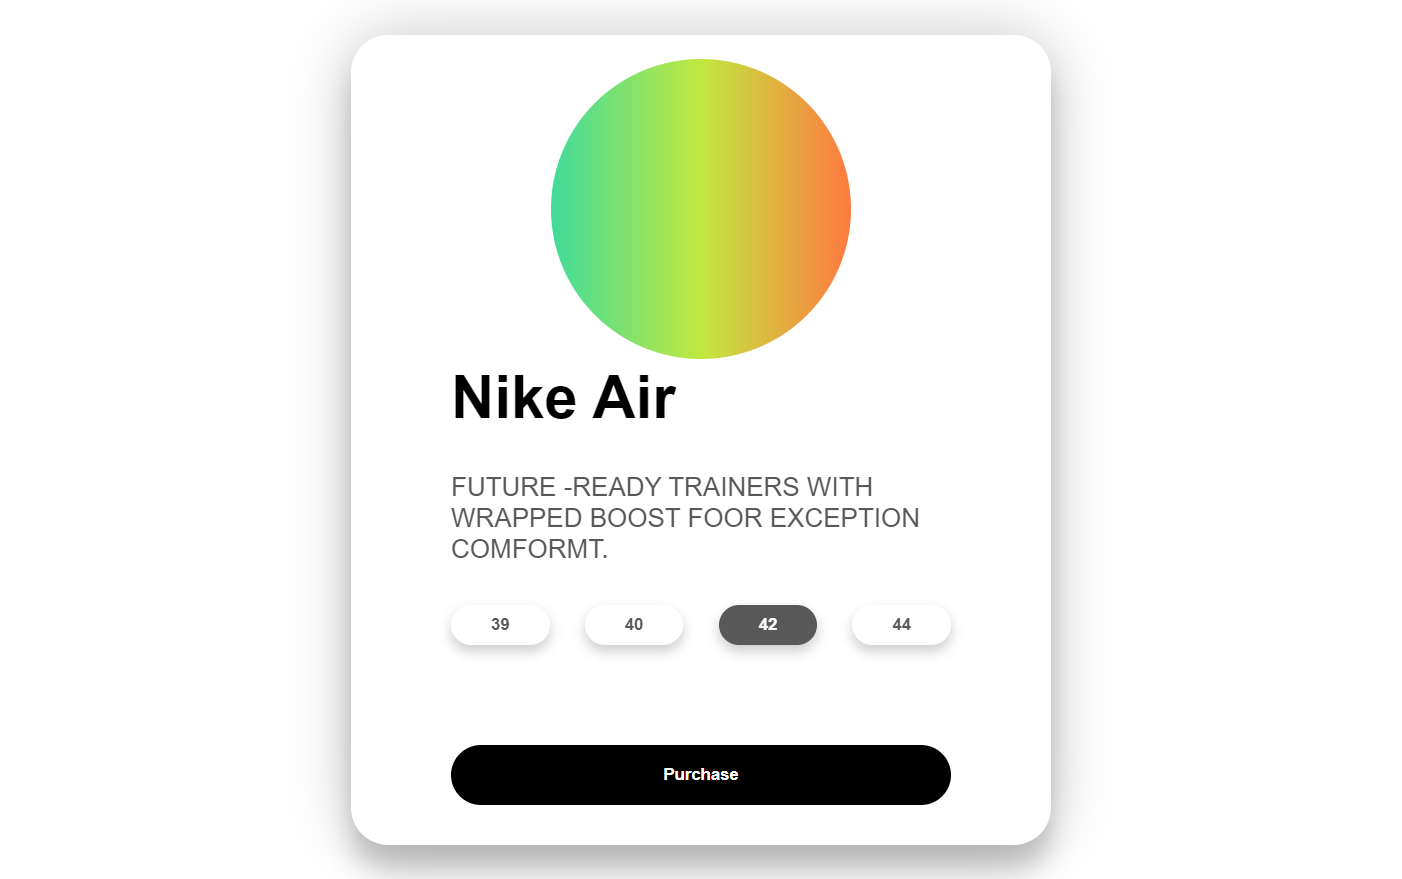 Nike Air
FUTURE -READY TRAINERS WITH
WRAPPED BOOST FOOR EXCEPTION
COMFORMT.
39 40 42 44
Purchase